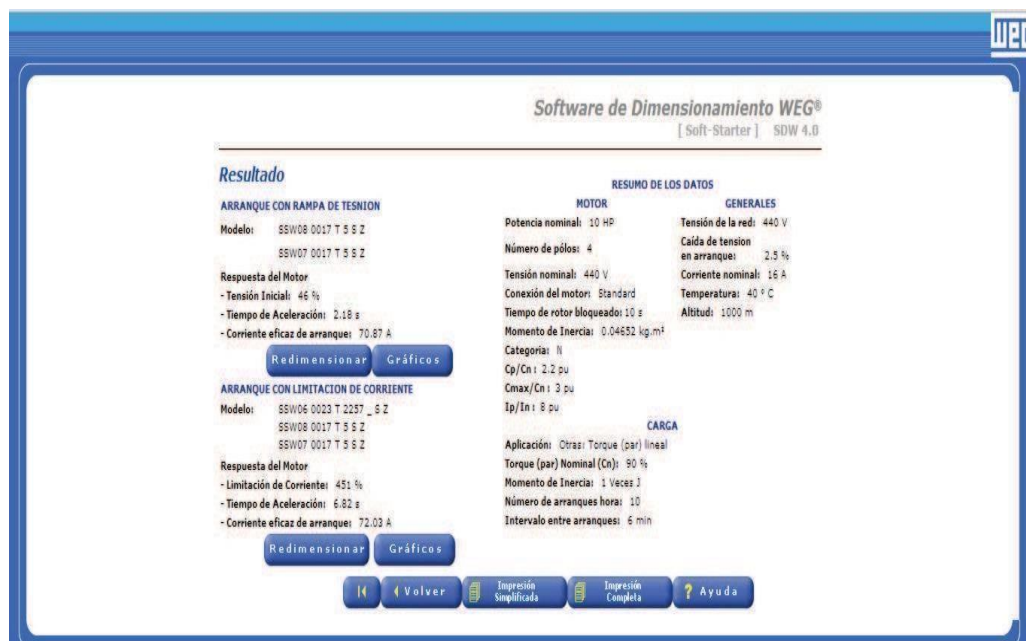 weg
Software de Dimensionamiento WEG®
[ Soft-Starter ] SDW 4.0
Resultado
ARRANQUE CON RAMPA DE TESNION
Modelo: SSW08 0017 T 5 S Z
SSW07 0017 T 5 S Z
Respuesta del Motor
- Tensión Inicial: 46 %
- Tiempo de Aceleración: 2.18 s
- Corriente eficaz de arranque: 70.87 A
Redimensionar Gráficos
ARRANQUE CON LIMITACION DE CORRIENTE
Modelo: SSW06 0023 T 2257 _ S Z
SSW08 0017 T 5 S Z
SSW07 0017 T 5 S Z
Respuesta del Motor
- Limitación de Corriente: 451 %
- Tiempo de Aceleración: 6.82 s
- Corriente eficaz de arranque: 72.03 A
Redimensionar Gráficos
RESUMO DE LOS DATOS
MOTOR
Potencia nominal: 10 HP
Número de pólos: 4
Tensión nominal: 440 V
Conexión del motor: Standard
Tiempo de rotor bloqueado: 10 s
Momento de Inercia: 0.04652 kg.m²
Categoria: N
Cp/Cn: 2.2 pu
Cmax/Cn: 3 pu
Ip/In: 8 pu
GENERALES
Tensión de la red: 440 V
Caída de tension
en arranque: 2.5 %
Corriente nominal: 16 A
Temperatura: 40 º C
Altitud: 1000 m
CARGA
Aplicación: Otras: Torque (par) lineal
Torque (par) Nominal (Cn): 90 %
Momento de Inercia: 1 Veces J
Número de arranques hora: 10
Intervalo entre arranques: 6 min
Volver
Impresión
Simplificada
Impresión
Completa
? Ayuda